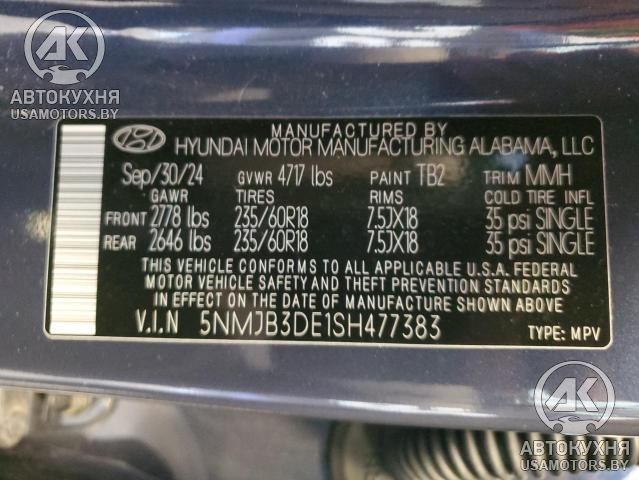 AK
АВТОКУХНЯ
USAMOTORS.BY
MANUFACTURED BY
HYUNDAI MOTOR MANUFACTURING ALABAMA, LLC
Sep/30/24 GVWR 4717 lbs PAINT TB2 TRIM MMH
GAWR TIRES RIMS COLD TIRE INFL
FRONT 2778 lbs 235/60R18 7.5JX18 35 psi SINGLE
REAR 2646 lbs 235/60R18 7.5JX18 35 psi SINGLE
THIS VEHICLE CONFORMS TO ALL APPLICABLE U.S.A. FEDERAL
MOTOR VEHICLE SAFETY AND THEFT PREVENTION STANDARDS
IN EFFECT ON THE DATE OF MANUFACTURE SHOWN ABOVE.
V.I.N 5NMJB3DE1SH477383 TYPE: MPV
AK
АВТОКУХНЯ
USAMOTORS.BY